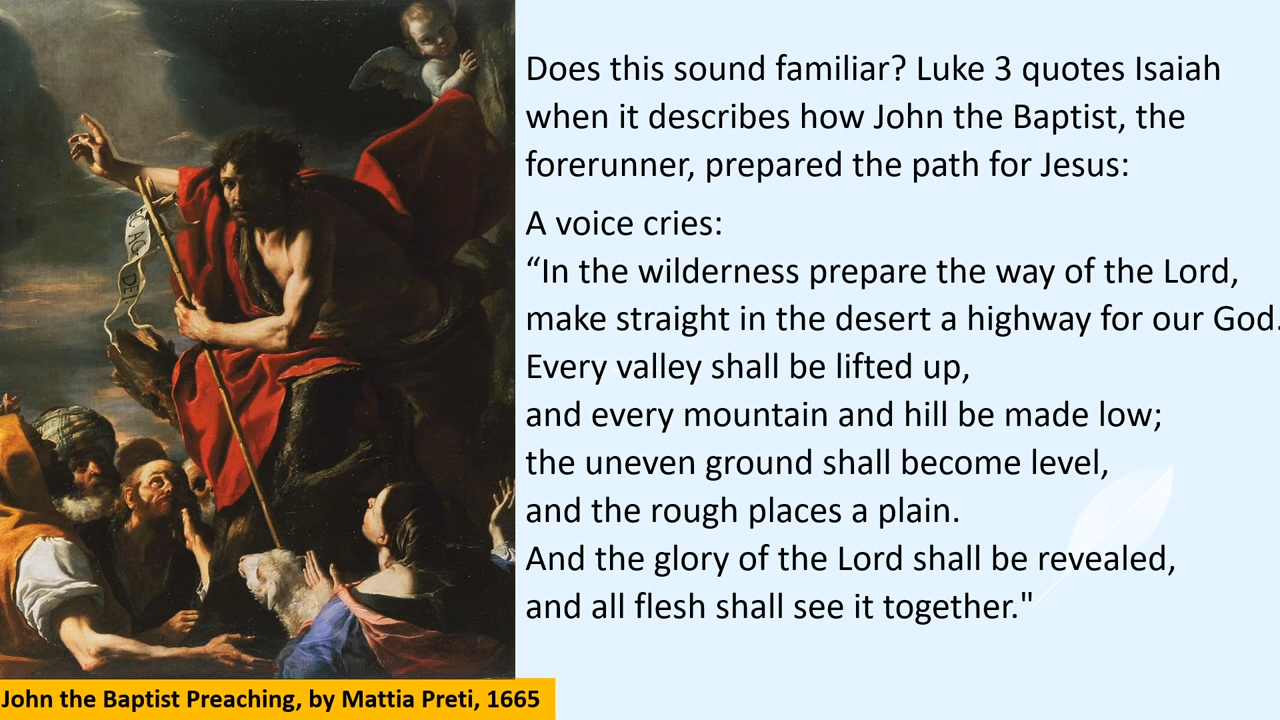 Does this sound familiar? Luke 3 quotes Isaiah
when it describes how John the Baptist, the
forerunner, prepared the path for Jesus:
A voice cries:
“In the wilderness prepare the way of the Lord,
make straight in the desert a highway for our God.
Every valley shall be lifted up,
and every mountain and hill be made low;
the uneven ground shall become level,
and the rough places a plain.
And the glory of the Lord shall be revealed,
and all flesh shall see it together."
DEI
John the Baptist Preaching, by Mattia Preti, 1665